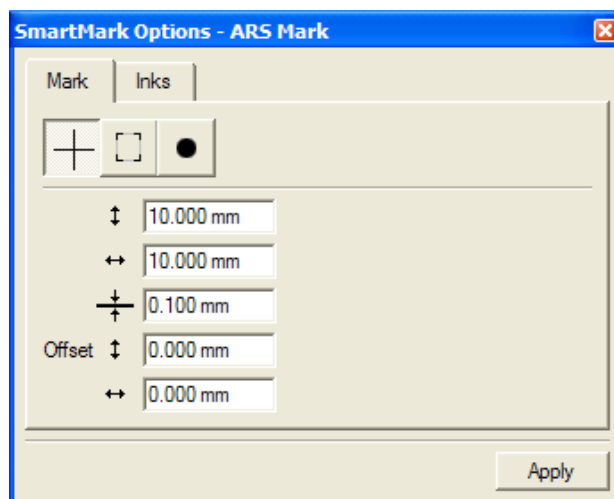 SmartMark Options - ARS Mark
Mark Inks
10.000 mm
10.000 mm
0.100 mm
Offset 0.000 mm
0.000 mm
Apply